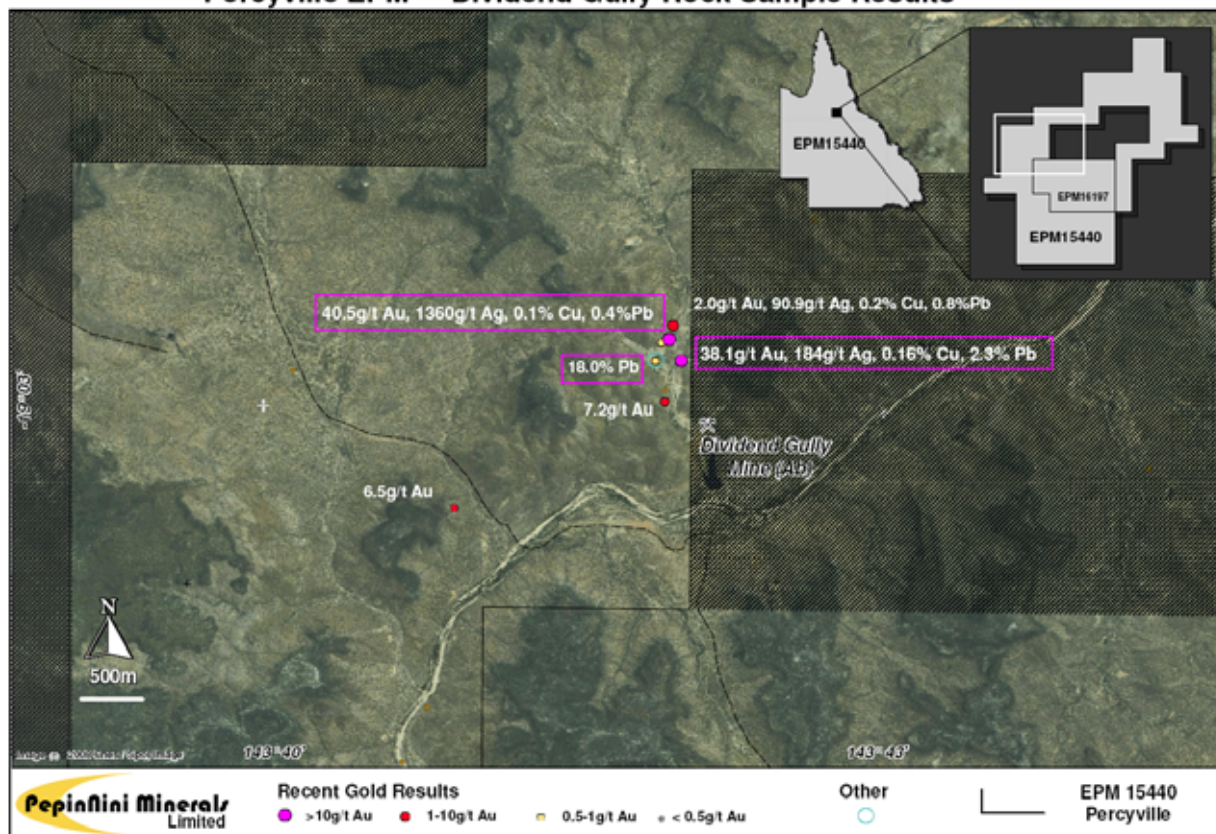 EPM15440
EPM16197
EPM15440
40.5g/t Au, 1360g/t Ag, 0.1% Cu, 0.4%Pb
2.0g/t Au, 90.9g/t Ag, 0.2% Cu, 0.8%Pb
38.1g/t Au, 184g/t Ag, 0.16% Cu, 2.3% Pb
18.0% Pb
7.2g/t Au
Dividend Gully
Mine (Ab)
6.5g/t Au
N
500m
143°40'
143°43'
PepinNini Minerals
Limited
Recent Gold Results
>10g/t Au
1-10g/t Au
0.5-1g/t Au
< 0.5g/t Au
Other
EPM 15440
Percyville